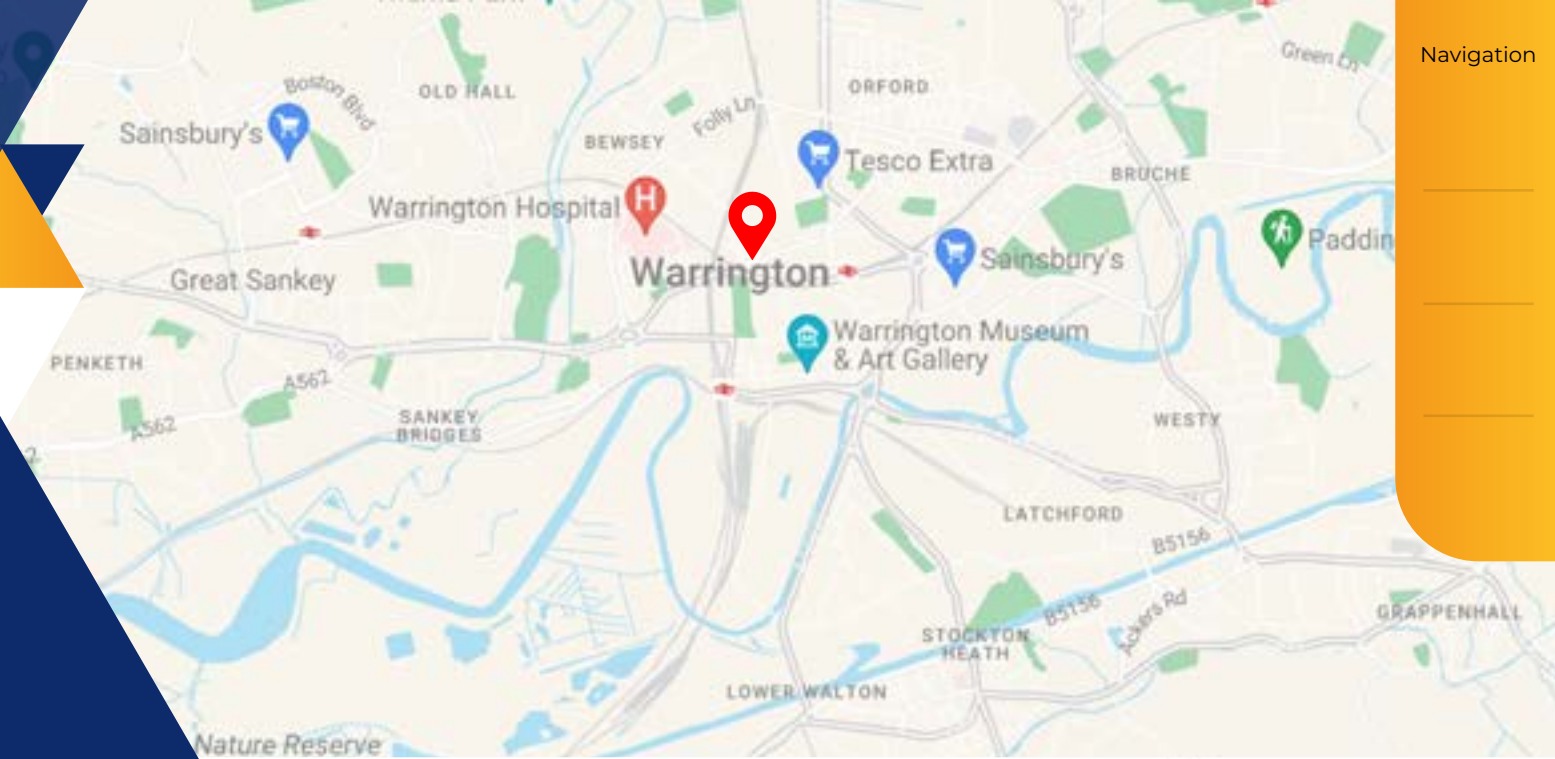 Navigation
Green Ln
Boston Blvd
OLD HALL
ORFORD
Folly Ln
Sainsbury's
BEWSEY
Tesco Extra
BRUCHE
Warrington Hospital
H
Paddin
Warrington
Sainsbury's
Great Sankey
Warrington Museum
& Art Gallery
PENKETH
A562
SANKEY
BRIDGES
A562
WESTY
2
LATCHFORD
B5156
B5156
Ackers Rd
GRAPPENHALL
STOCKTON
HEATH
LOWER WALTON
Nature Reserve